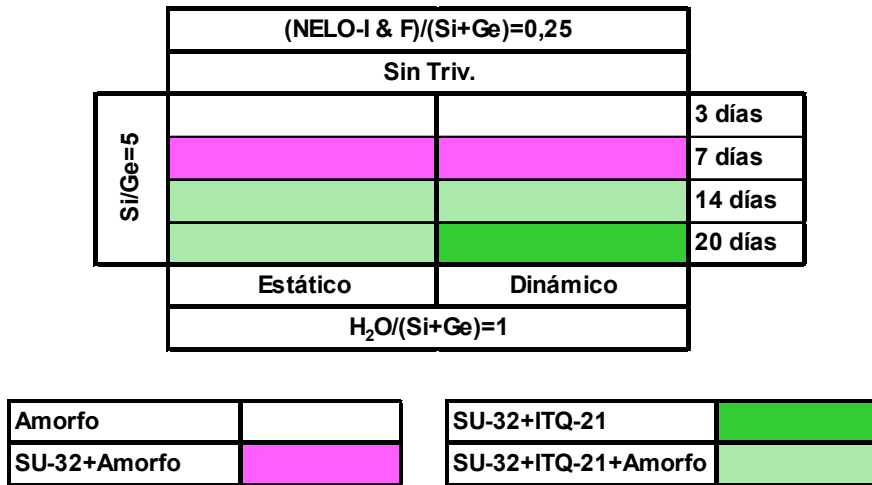 (NELO-I & F)/(Si+Ge)=0,25
Sin Triv.
Si/Ge=5
3 días
7 días
14 días
20 días
Estático Dinámico
H₂O/(Si+Ge)=1
Amorfo
SU-32+Amorfo
SU-32+ITQ-21
SU-32+ITQ-21+Amorfo